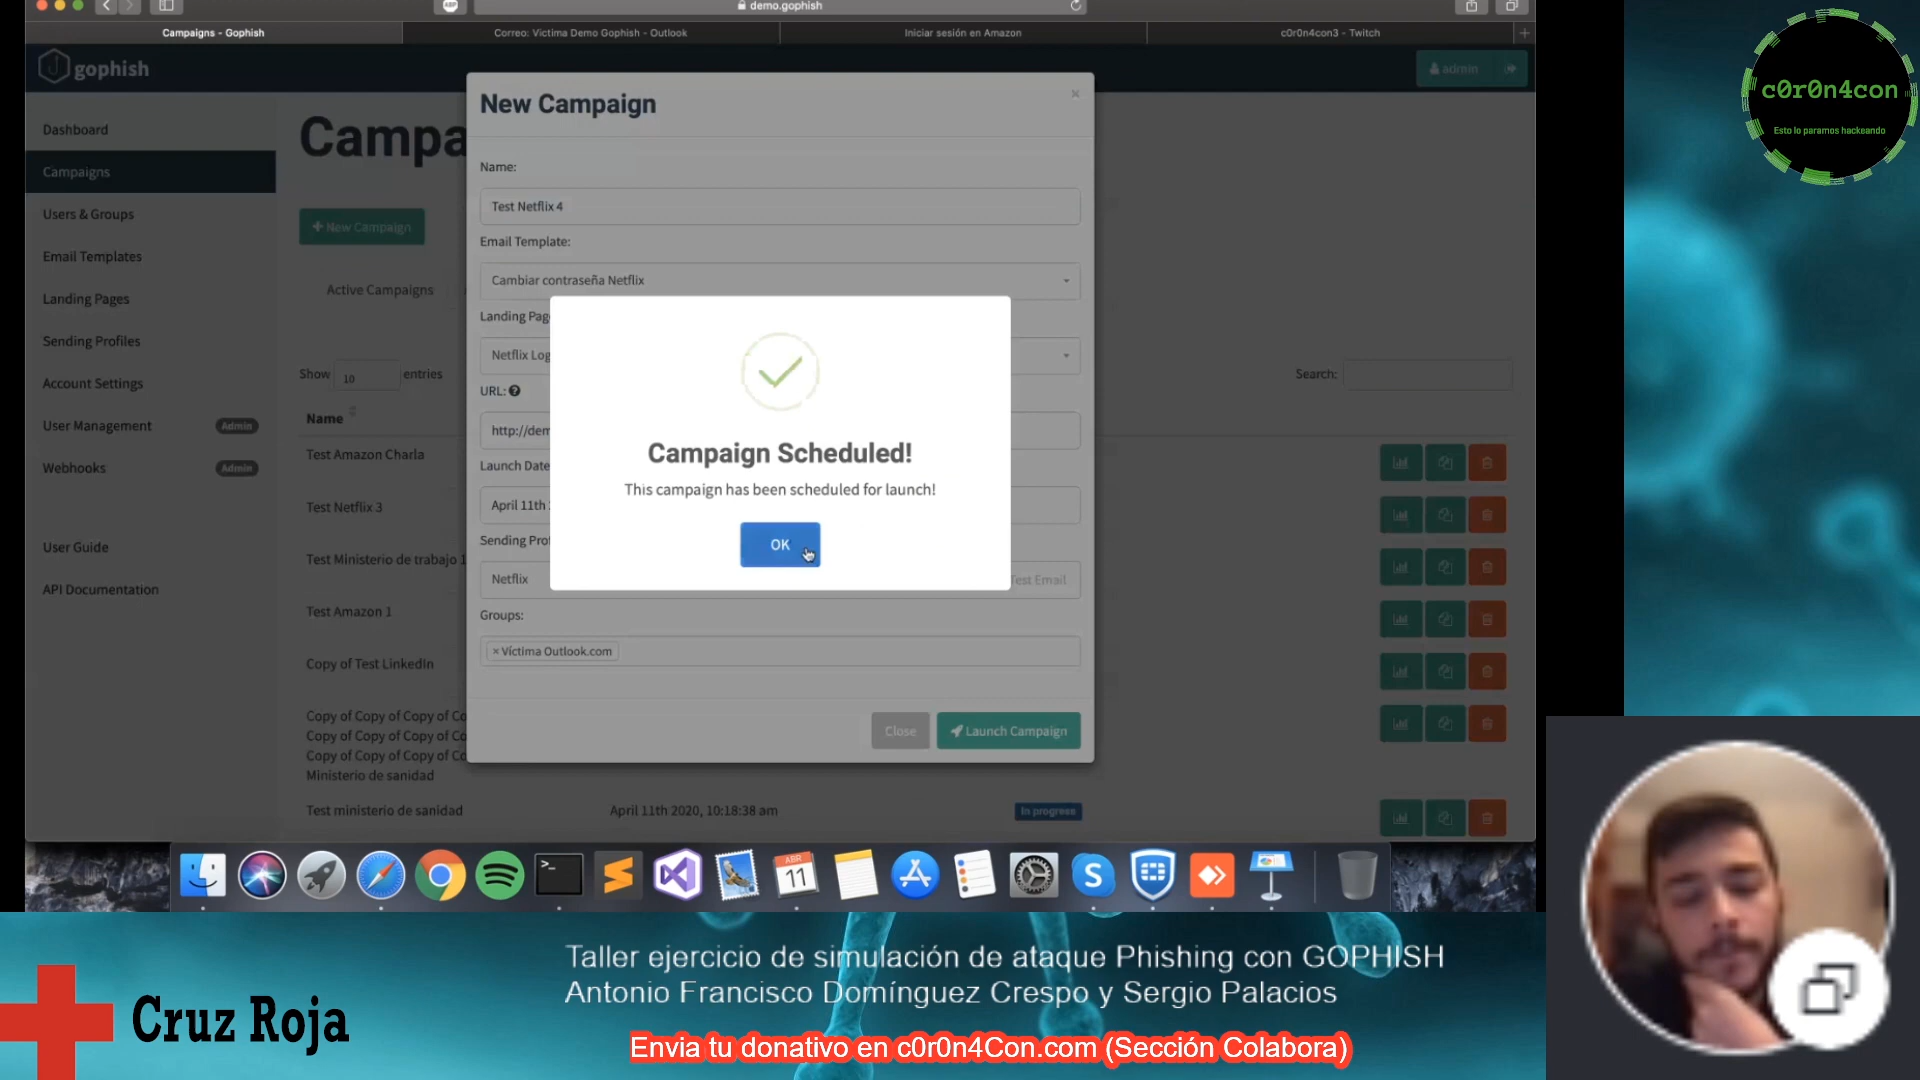 ABP
demo.gophish
Campaigns - Gophish
Correo: Victima Demo Gophish - Outlook
Iniciar sesión en Amazon
c0r0n4con3 - Twitch
gophish
admin
Dashboard
Campaigns
Users & Groups
Email Templates
Landing Pages
Sending Profiles
Account Settings
User Management Admin
Webhooks Admin
User Guide
API Documentation
Campa
New Campaign
Active Campaigns
Show 10 entries
Search:
Name
Test Amazon Charla
Test Netflix 3
Test Ministerio de trabajo 1
Test Amazon 1
Copy of Test LinkedIn
Copy of Copy of Copy of Co
Copy of Copy of Copy of Co
Copy of Copy of Copy of Co
Ministerio de sanidad
Test ministerio de sanidad April 11th 2020, 10:18:38 am In progress
New Campaign
×
Name:
Test Netflix 4
Email Template:
Cambiar contraseña Netflix
Landing Pag
Netflix Log
URL:
http://dem
Launch Date
April 11th
Sending Prof
Netflix
Test Email
Groups:
× Víctima Outlook.com
Close
Launch Campaign
Campaign Scheduled!
This campaign has been scheduled for launch!
OK
ABR
11
c0r0n4con
Esto lo paramos hackeando
Cruz Roja
Taller ejercicio de simulación de ataque Phishing con GOPHISH
Antonio Francisco Domínguez Crespo y Sergio Palacios
Envia tu donativo en c0r0n4Con.com (Sección Colabora)